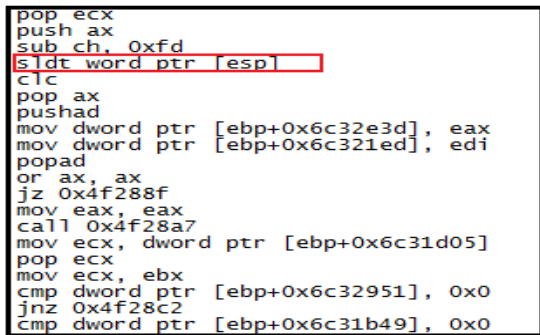 pop ecx
push ax
sub ch, 0xfd
sldt word ptr [esp]
clc
pop ax
pushad
mov dword ptr [ebp+0x6c32e3d], eax
mov dword ptr [ebp+0x6c321ed], edi
popad
or ax, ax
jz 0x4f288f
mov eax, eax
call 0x4f28a7
mov ecx, dword ptr [ebp+0x6c31d05]
pop ecx
mov ecx, ebx
cmp dword ptr [ebp+0x6c32951], 0x0
jnz 0x4f28c2
cmp dword ptr [ebp+0x6c31b49], 0x0